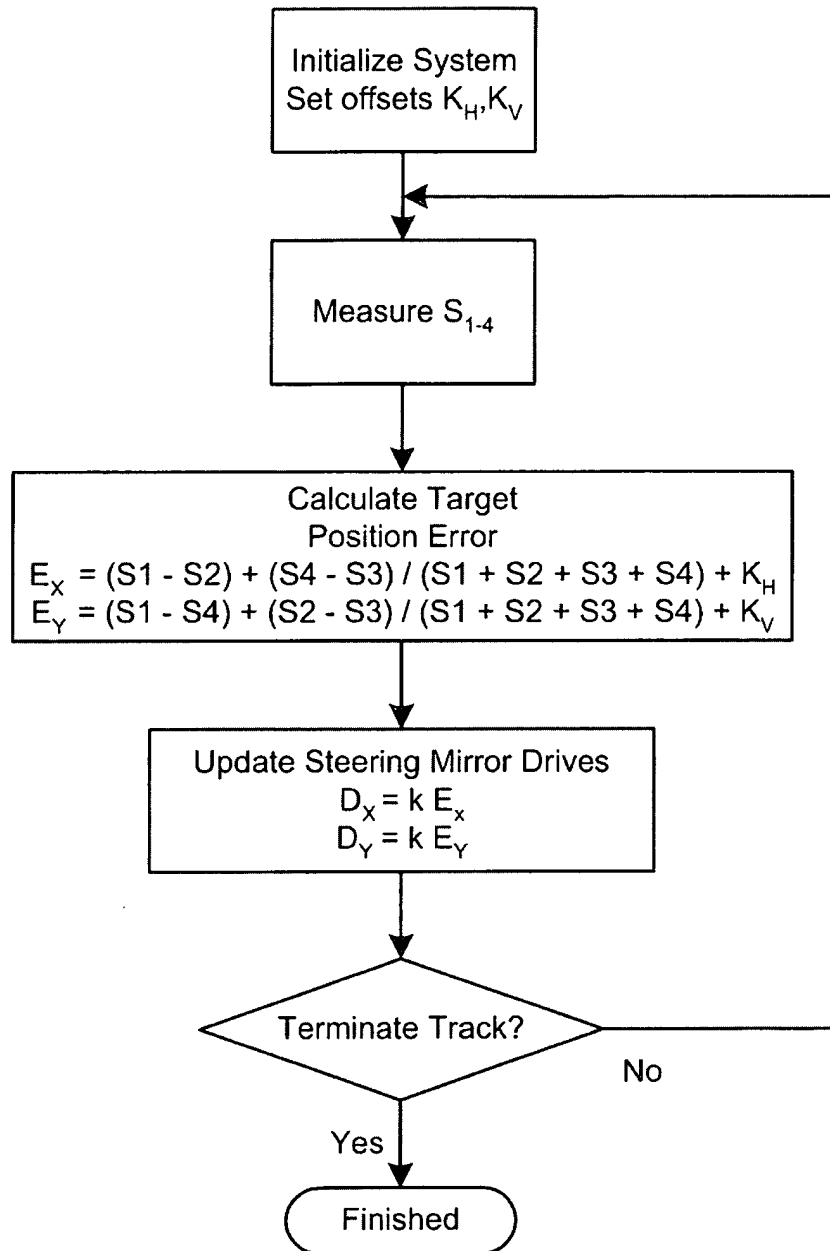 Initialize System
Set offsets K_H,K_V
Measure S_1-4
Calculate Target
Position Error
E_X = (S1 - S2) + (S4 - S3) / (S1 + S2 + S3 + S4) + K_H
E_Y = (S1 - S4) + (S2 - S3) / (S1 + S2 + S3 + S4) + K_V
Update Steering Mirror Drives
D_X = k E_x
D_Y = k E_Y
Terminate Track?
No
Yes
Finished